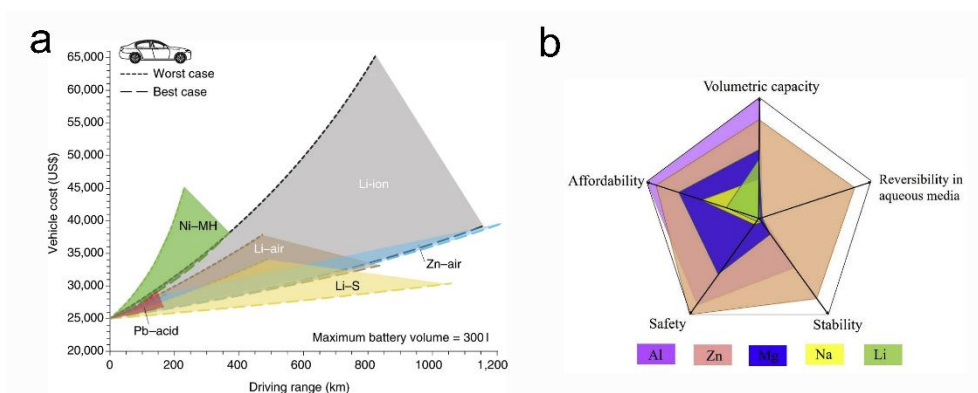 a
Worst case
Best case
65,000
60,000
55,000
50,000
45,000
40,000
35,000
30,000
25,000
20,000
Vehicle cost (US$)
Ni–MH
Li-ion
Li–air
Zn–air
Li–S
Pb–acid
Maximum battery volume = 300 l
0 200 400 600 800 1,000 1,200
Driving range (km)
b
Volumetric capacity
Affordability
Reversibility in
aqueous media
Safety
Stability
Al Zn Mg Na Li